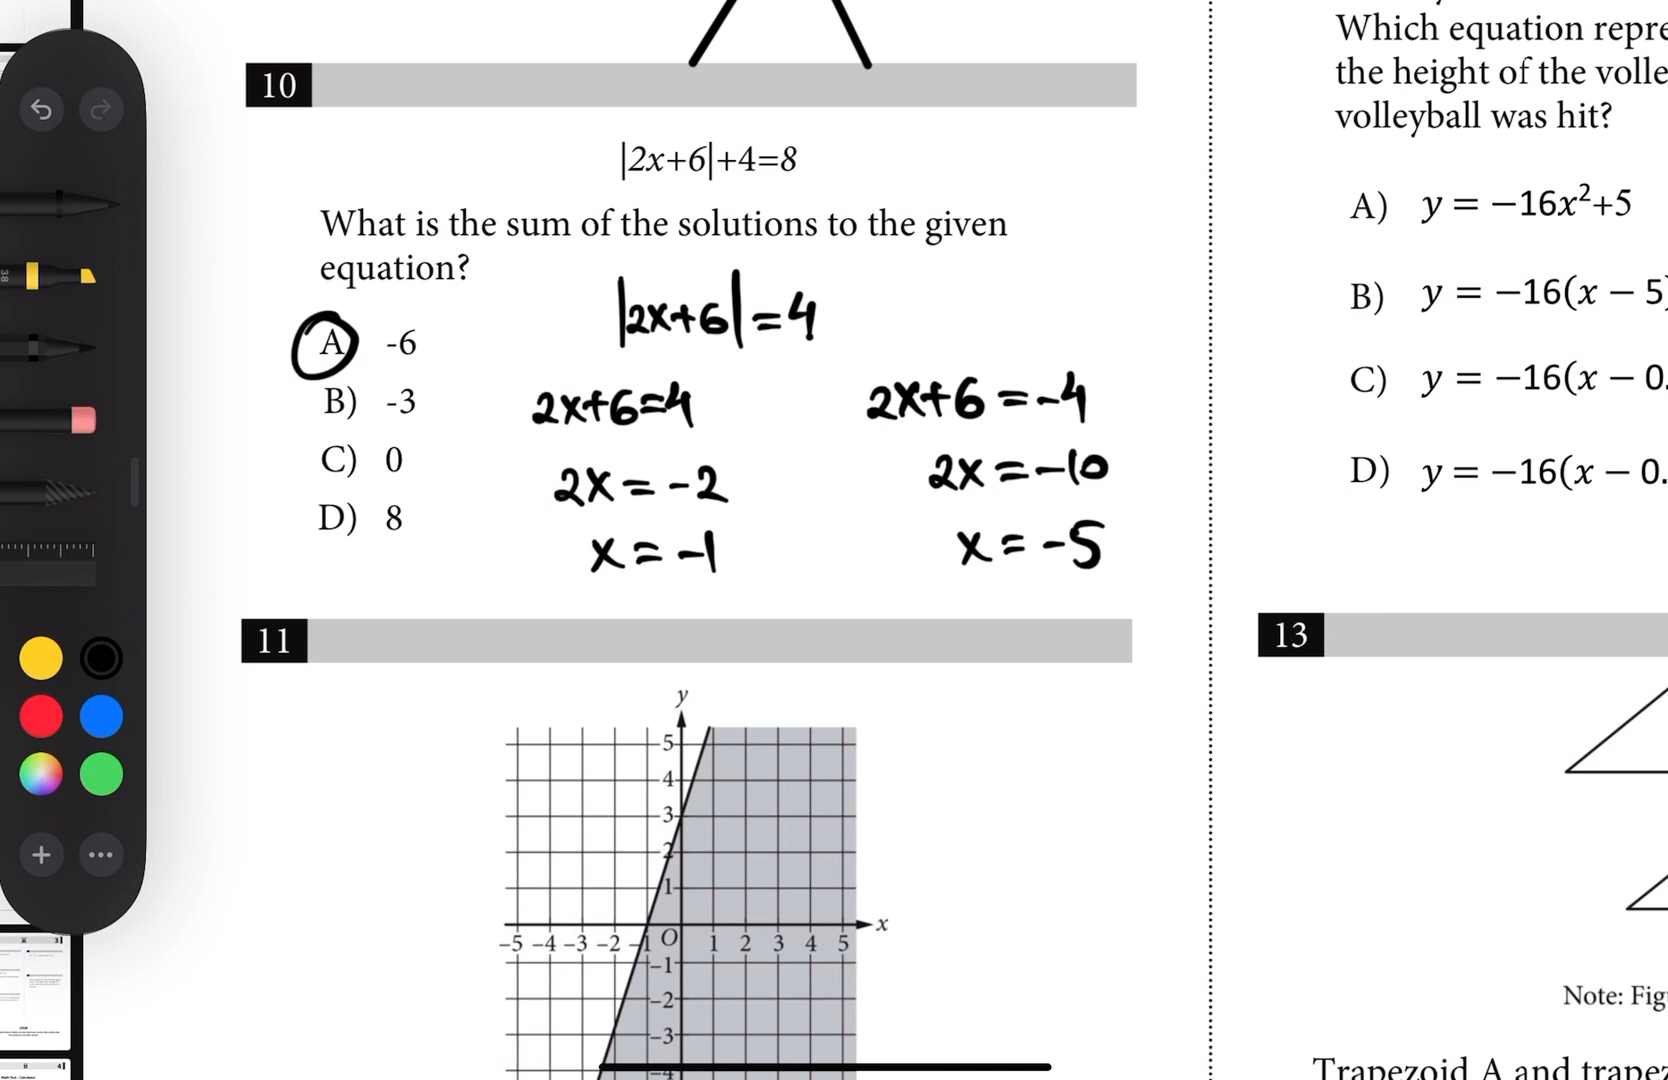 10
|2x+6|+4=8
What is the sum of the solutions to the given
equation?
|2x+6|=4
A -6
B) -3
C) 0
D) 8
2x+6=4
2x=-2
x=-1
2x+6=-4
2x=-10
x=-5
11
y
5
4
3
2
1
-5 -4 -3 -2 -1 O 1 2 3 4 5 x
-1
-2
-3
-4
Which equation repre
the height of the volle
volleyball was hit?
A) y = −16x²+5
B) y = −16(x − 5)
C) y = −16(x − 0.
D) y = −16(x − 0.
13
Note: Figu
Trapezoid A and trapez
38